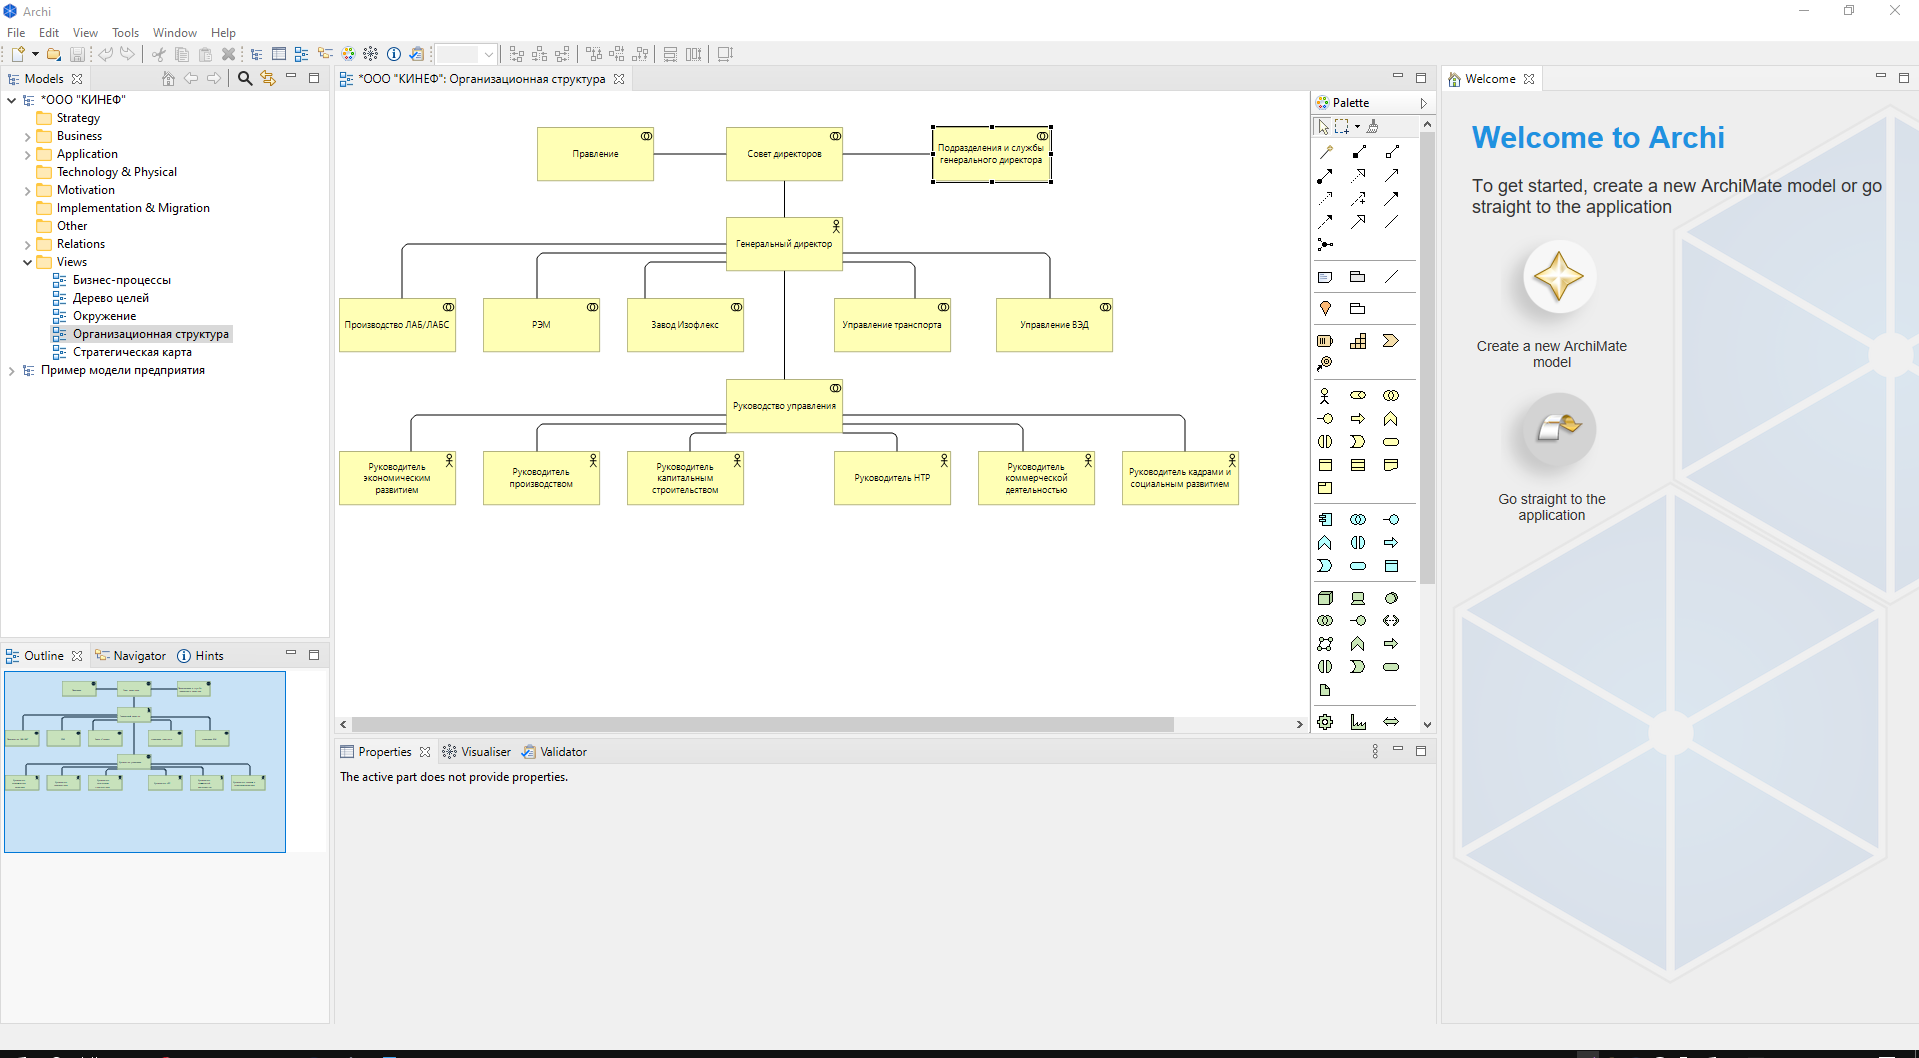 Archi
File Edit View Tools Window Help
Models
*ООО "КИНЕФ"
Strategy
Business
Application
Technology & Physical
Motivation
Implementation & Migration
Other
Relations
Views
Бизнес-процессы
Дерево целей
Окружение
Организационная структура
Стратегическая карта
Пример модели предприятия
Outline Navigator Hints
*ООО "КИНЕФ": Организационная структура
Правление
Совет директоров
Подразделения и службы
генерального директора
Генеральный директор
Производство ЛАБ/ЛАБС
РЭМ
Завод Изофлекс
Управление транспорта
Управление ВЭД
Руководство управления
Руководитель
экономическим
развитием
Руководитель
производством
Руководитель
капитальным
строительством
Руководитель НТР
Руководитель
коммерческой
деятельностью
Руководитель кадрами и
социальным развитием
Palette
Properties Visualiser Validator
The active part does not provide properties.
Welcome
Welcome to Archi
To get started, create a new ArchiMate model or go
straight to the application
Create a new ArchiMate
model
Go straight to the
application